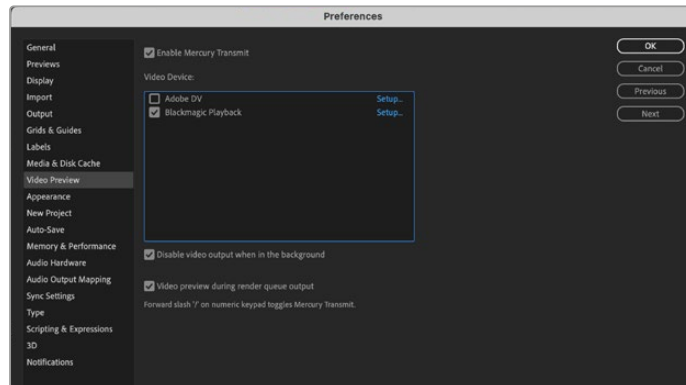 Preferences
General
Previews
Display
Import
Output
Grids & Guides
Labels
Media & Disk Cache
Video Preview
Appearance
New Project
Auto-Save
Memory & Performance
Audio Hardware
Audio Output Mapping
Sync Settings
Type
Scripting & Expressions
3D
Notifications
Enable Mercury Transmit
Video Device:
Adobe DV Setup...
Blackmagic Playback Setup...
Disable video output when in the background
Video preview during render queue output
Forward slash '/' on numeric keypad toggles Mercury Transmit.
OK
Cancel
Previous
Next